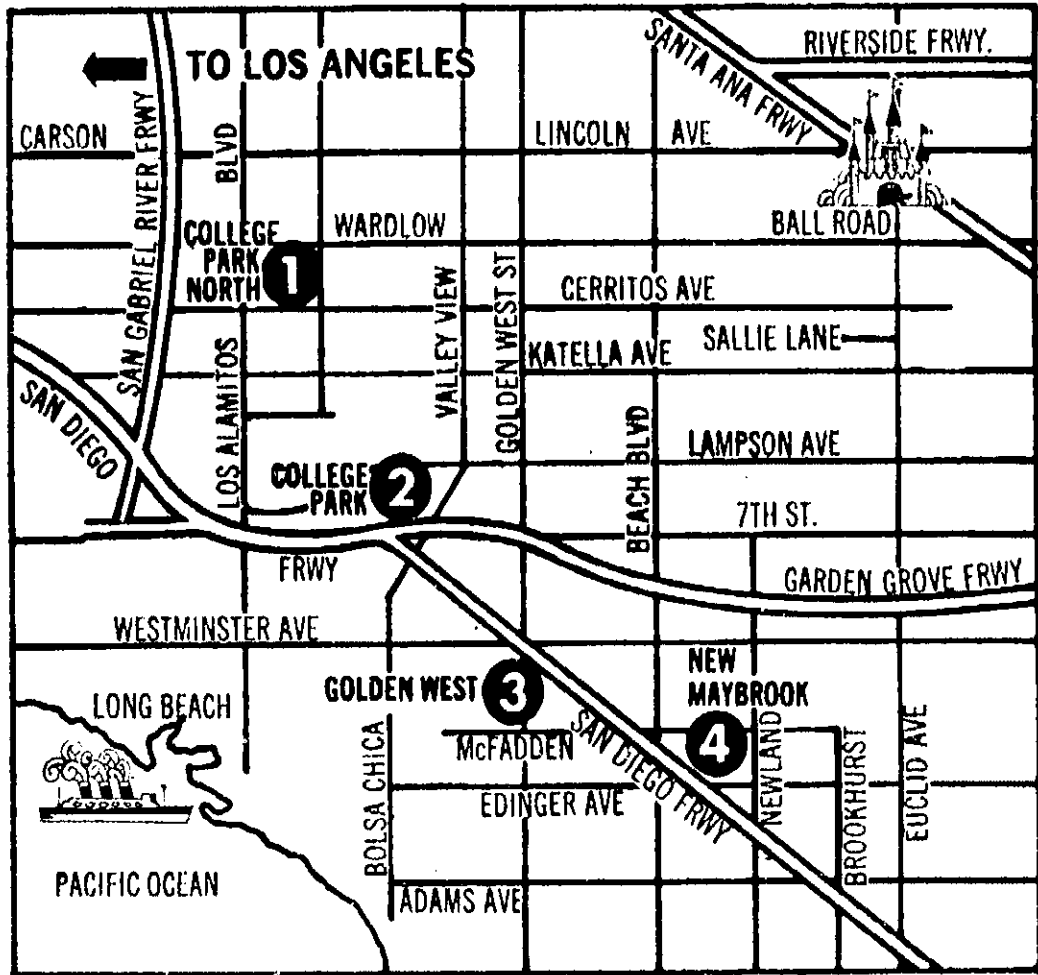 TO LOS ANGELES
RIVERSIDE FRWY.
SANTA ANA FRWY
SAN GABRIEL RIVER FRWY
CARSON
BLVD
LINCOLN AVE
COLLEGE
PARK
NORTH
1
WARDLOW
BALL ROAD
VALLEY VIEW
GOLDEN WEST ST
CERRITOS AVE
SALLIE LANE
KATELLA AVE
SAN DIEGO
LOS ALAMITOS
LAMPSON AVE
COLLEGE
PARK
2
BEACH BLVD
7TH ST.
FRWY
GARDEN GROVE FRWY
WESTMINSTER AVE
LONG BEACH
GOLDEN WEST
3
NEW
MAYBROOK
4
McFADDEN
SAN DIEGO FRWY
NEWLAND
BROOKHURST
EUCLID AVE
BOLSA CHICA
EDINGER AVE
PACIFIC OCEAN
ADAMS AVE